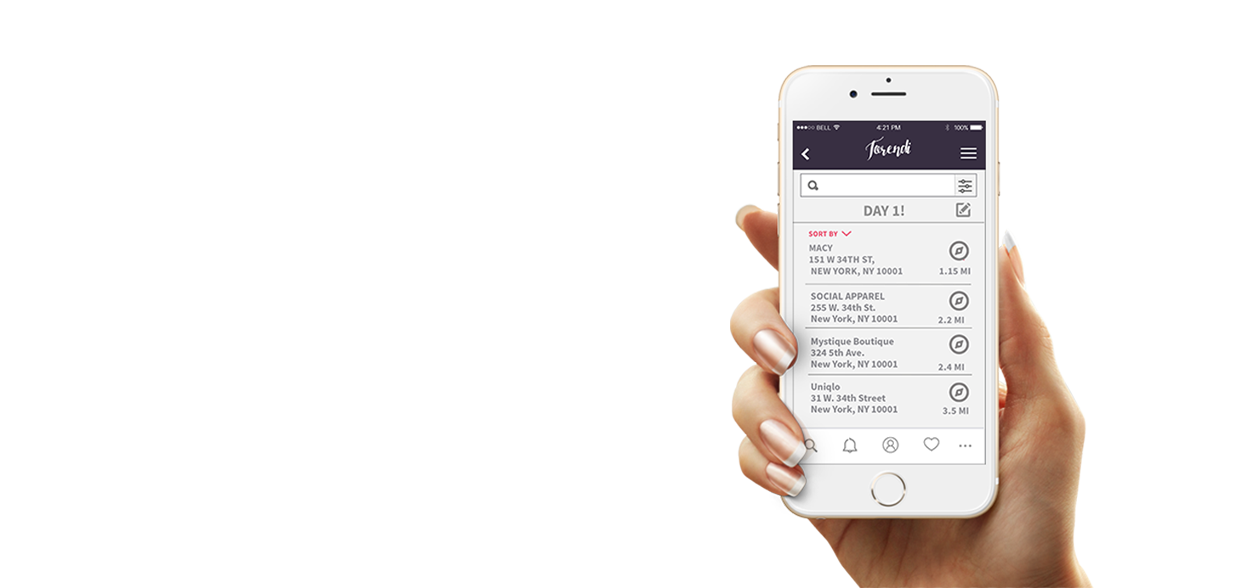 BELL 4:21 PM 100%
Torendi
DAY 1!
SORT BY
MACY
151 W 34TH ST,
NEW YORK, NY 10001
1.15 MI
SOCIAL APPAREL
255 W. 34th St.
New York, NY 10001
2.2 MI
Mystique Boutique
324 5th Ave.
New York, NY 10001
2.4 MI
Uniqlo
31 W. 34th Street
New York, NY 10001
3.5 MI